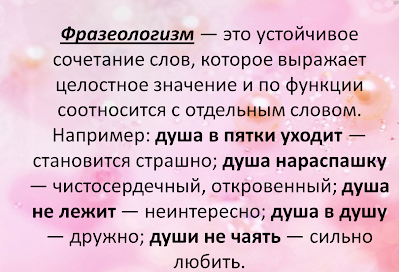 Фразеологизм — это устойчивое
сочетание слов, которое выражает
целостное значение и по функции
соотносится с отдельным словом.
Например: душа в пятки уходит —
становится страшно; душа нараспашку
— чистосердечный, откровенный; душа
не лежит — неинтересно; душа в душу
— дружно; души не чаять — сильно
любить.